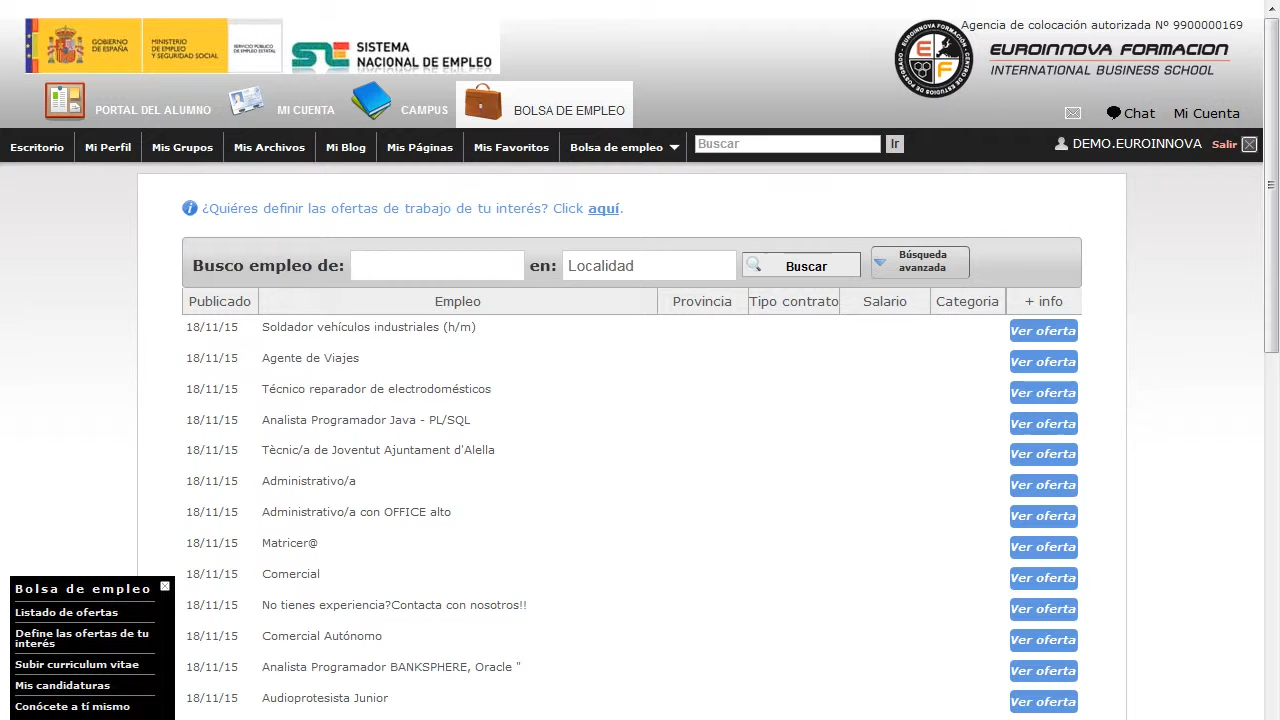 Agencia de colocación autorizada Nº 9900000169
GOBIERNO DE ESPAÑA
MINISTERIO DE EMPLEO Y SEGURIDAD SOCIAL
SERVICIO PÚBLICO DE EMPLEO ESTATAL
SISTEMA NACIONAL DE EMPLEO
EUROINNOVA FORMACION
INTERNATIONAL BUSINESS SCHOOL
PORTAL DEL ALUMNO MI CUENTA CAMPUS BOLSA DE EMPLEO
Chat Mi Cuenta
Escritorio Mi Perfil Mis Grupos Mis Archivos Mi Blog Mis Páginas Mis Favoritos Bolsa de empleo Buscar Ir DEMO.EUROINNOVA Salir
¿Quiéres definir las ofertas de trabajo de tu interés? Click aquí.
Busco empleo de: en: Localidad Buscar Búsqueda avanzada
Publicado Empleo Provincia Tipo contrato Salario Categoria + info
18/11/15 Soldador vehículos industriales (h/m) Ver oferta
18/11/15 Agente de Viajes Ver oferta
18/11/15 Técnico reparador de electrodomésticos Ver oferta
18/11/15 Analista Programador Java - PL/SQL Ver oferta
18/11/15 Tècnic/a de Joventut Ajuntament d'Alella Ver oferta
18/11/15 Administrativo/a Ver oferta
18/11/15 Administrativo/a con OFFICE alto Ver oferta
18/11/15 Matricer@ Ver oferta
18/11/15 Comercial Ver oferta
18/11/15 No tienes experiencia?Contacta con nosotros!! Ver oferta
18/11/15 Comercial Autónomo Ver oferta
18/11/15 Analista Programador BANKSPHERE, Oracle " Ver oferta
18/11/15 Audioprotesista Junior Ver oferta
Bolsa de empleo
Listado de ofertas
Define las ofertas de tu
interés
Subir curriculum vitae
Mis candidaturas
Conócete a tí mismo